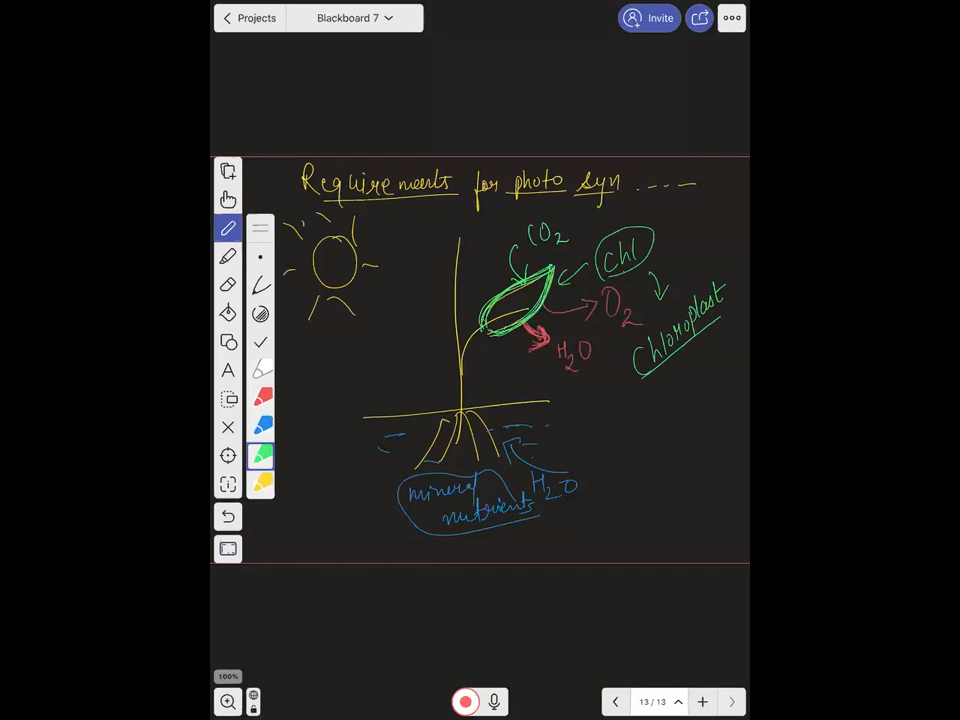 Projects
Blackboard 7
Invite
Requirements for photo syn ----
CO2
Chl
O2
Chloroplast
H2O
mineral
nutrients
H2O
A
100%
13 / 13